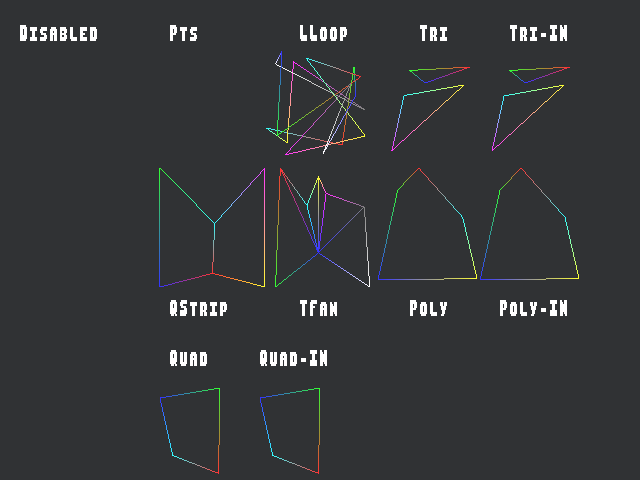 Disabled Pts LLoop Tri Tri-IN
QStrip TFan Poly Poly-IN
Quad Quad-IN